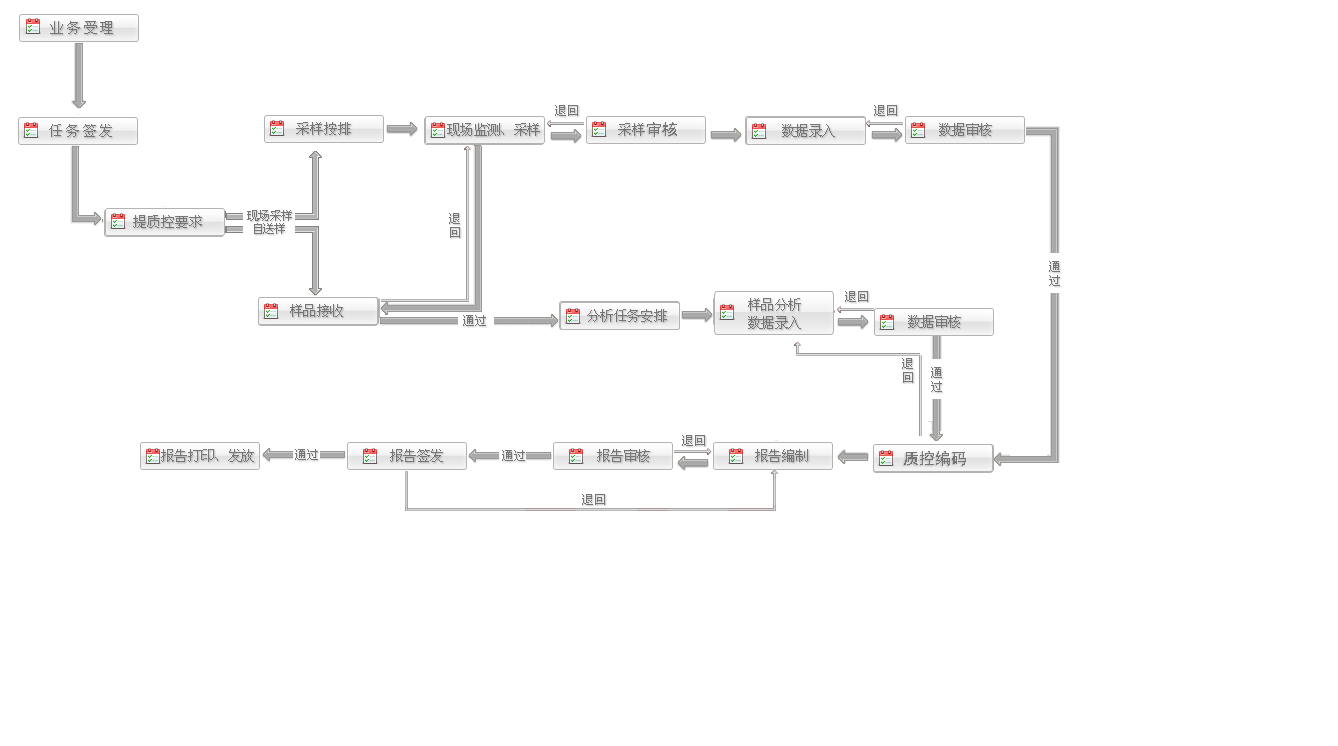 业务受理
任务签发
提质控要求
现场采样
自送样
采样按排
现场监测、采样
退回
采样审核
数据录入
退回
数据审核
通过
退回
样品接收
通过
分析任务安排
样品分析
数据录入
退回
数据审核
退回
通过
质控编码
报告编制
退回
报告审核
通过
报告签发
通过
报告打印、发放
退回